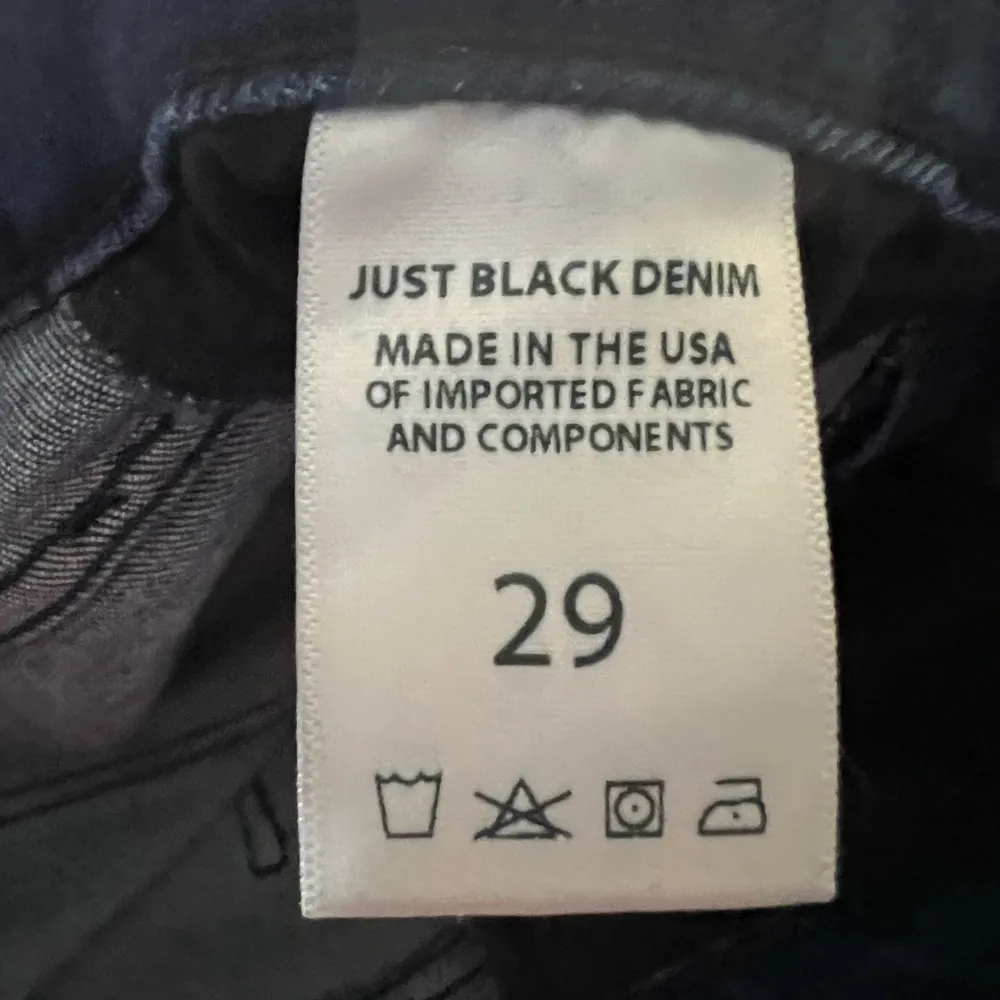 JUST BLACK DENIM
MADE IN THE USA
OF IMPORTED FABRIC
AND COMPONENTS
29